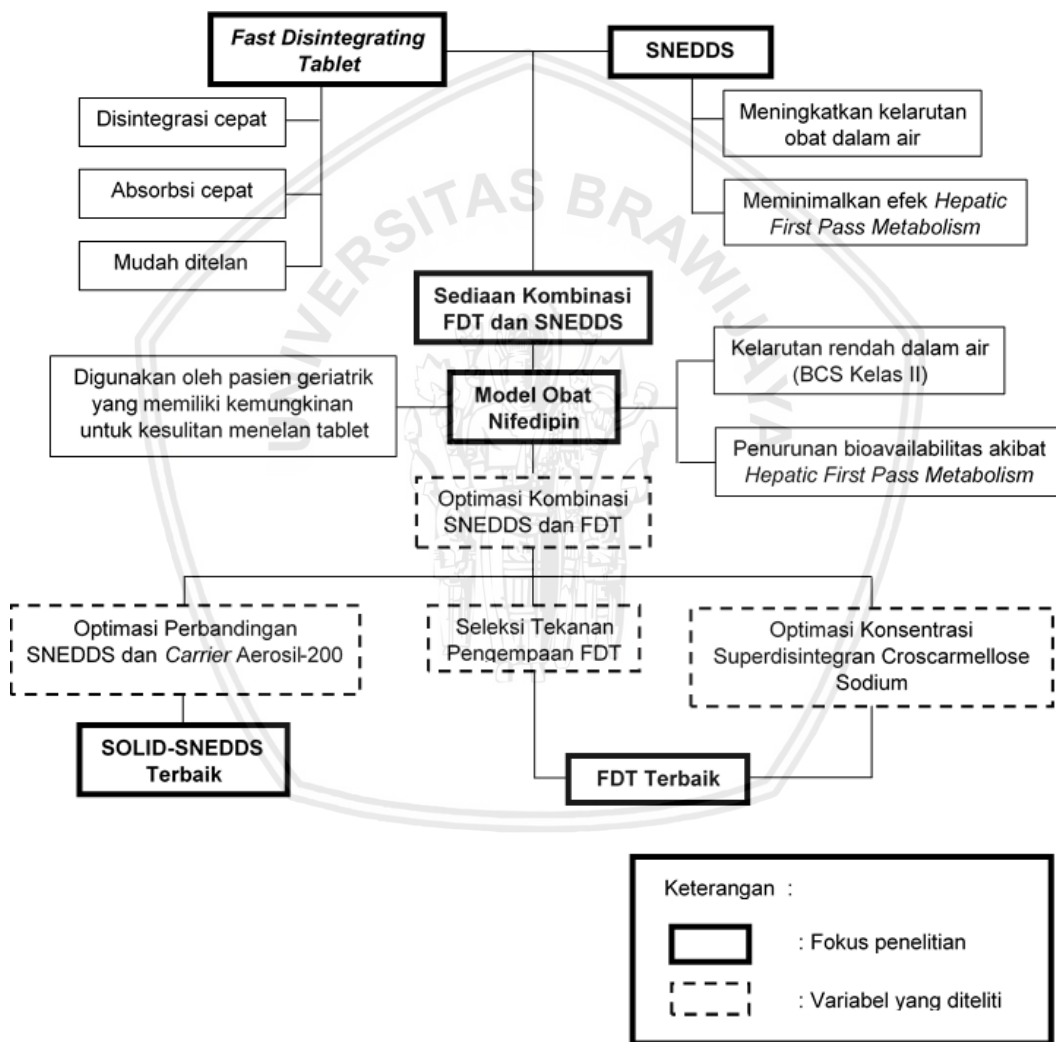 Fast Disintegrating
Tablet
SNEDDS
Disintegrasi cepat
Absorbsi cepat
Mudah ditelan
Meningkatkan kelarutan
obat dalam air
Meminimalkan efek Hepatic
First Pass Metabolism
UNIVERSITAS BRAWIJAYA
Sediaan Kombinasi
FDT dan SNEDDS
Digunakan oleh pasien geriatrik
yang memiliki kemungkinan
untuk kesulitan menelan tablet
Model Obat
Nifedipin
Kelarutan rendah dalam air
(BCS Kelas II)
Penurunan bioavailabilitas akibat
Hepatic First Pass Metabolism
Optimasi Kombinasi
SNEDDS dan FDT
Optimasi Perbandingan
SNEDDS dan Carrier Aerosil-200
Seleksi Tekanan
Pengempaan FDT
Optimasi Konsentrasi
Superdisintegran Croscarmellose
Sodium
SOLID-SNEDDS
Terbaik
FDT Terbaik
Keterangan :
: Fokus penelitian
: Variabel yang diteliti